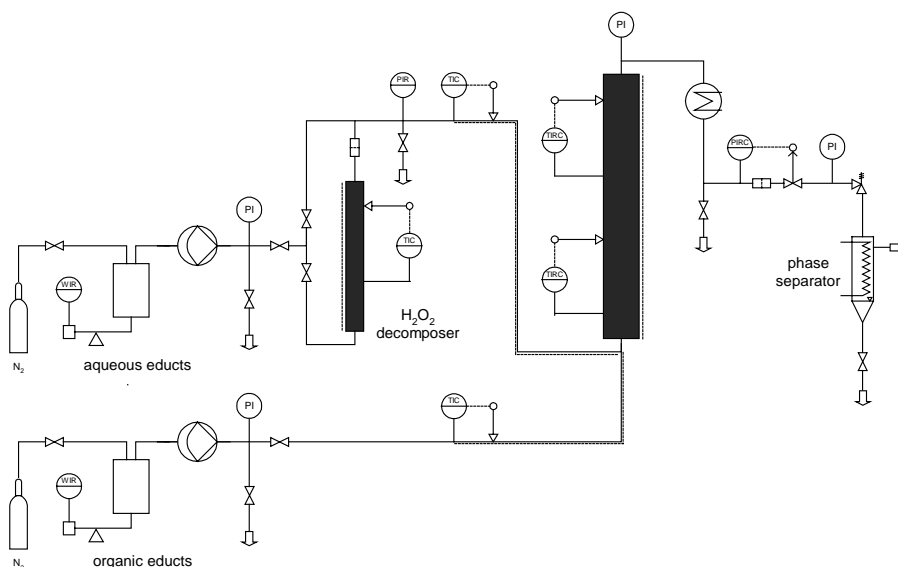 PI
PIR
TIC
TIRC
PIRC
PI
PI
TIC
phase
separator
WIR
TIRC
H₂O₂
decomposer
N₂
aqueous educts
PI
TIC
WIR
N₂
organic educts